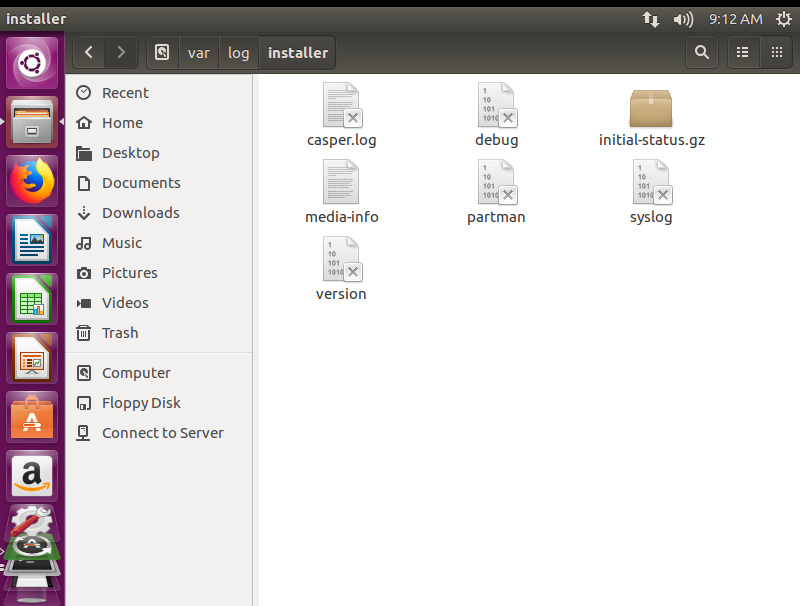 installer
9:12 AM
var
log
installer
Recent
Home
Desktop
Documents
Downloads
Music
Pictures
Videos
Trash
Computer
Floppy Disk
Connect to Server
casper.log
debug
initial-status.gz
media-info
partman
syslog
version